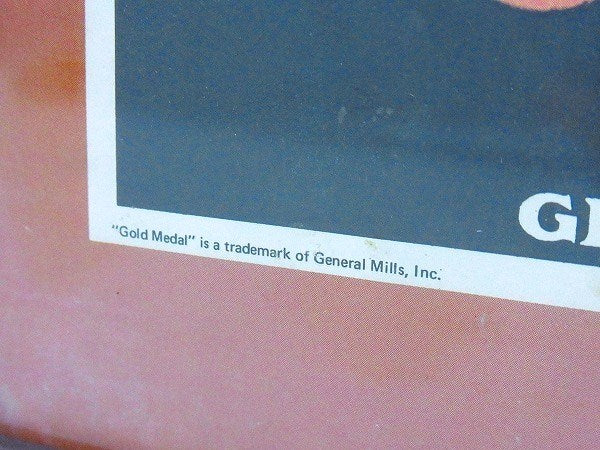 "Gold Medal" is a trademark of General Mills, Inc.